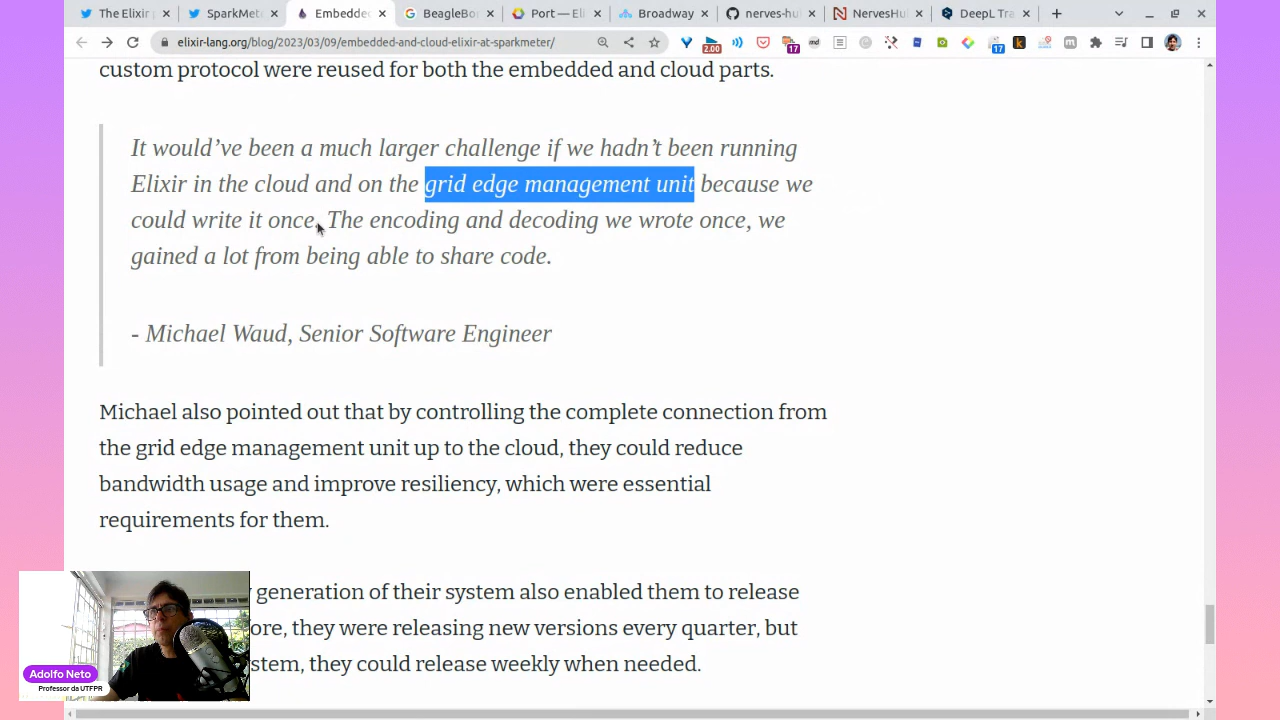 The Elixir p
SparkMet
Embedded
BeagleBo
Port — Eli
Broadway
nerves-hu
NervesHu
DeepL Tra
elixir-lang.org/blog/2023/03/09/embedded-and-cloud-elixir-at-sparkmeter/
2.00
17
md
17
custom protocol were reused for both the embedded and cloud parts.
It would’ve been a much larger challenge if we hadn’t been running
Elixir in the cloud and on the grid edge management unit because we
could write it once. The encoding and decoding we wrote once, we
gained a lot from being able to share code.
- Michael Waud, Senior Software Engineer
Michael also pointed out that by controlling the complete connection from
the grid edge management unit up to the cloud, they could reduce
bandwidth usage and improve resiliency, which were essential
requirements for them.
generation of their system also enabled them to release
ore, they were releasing new versions every quarter, but
stem, they could release weekly when needed.
Adolfo Neto
Professor da UTFPR